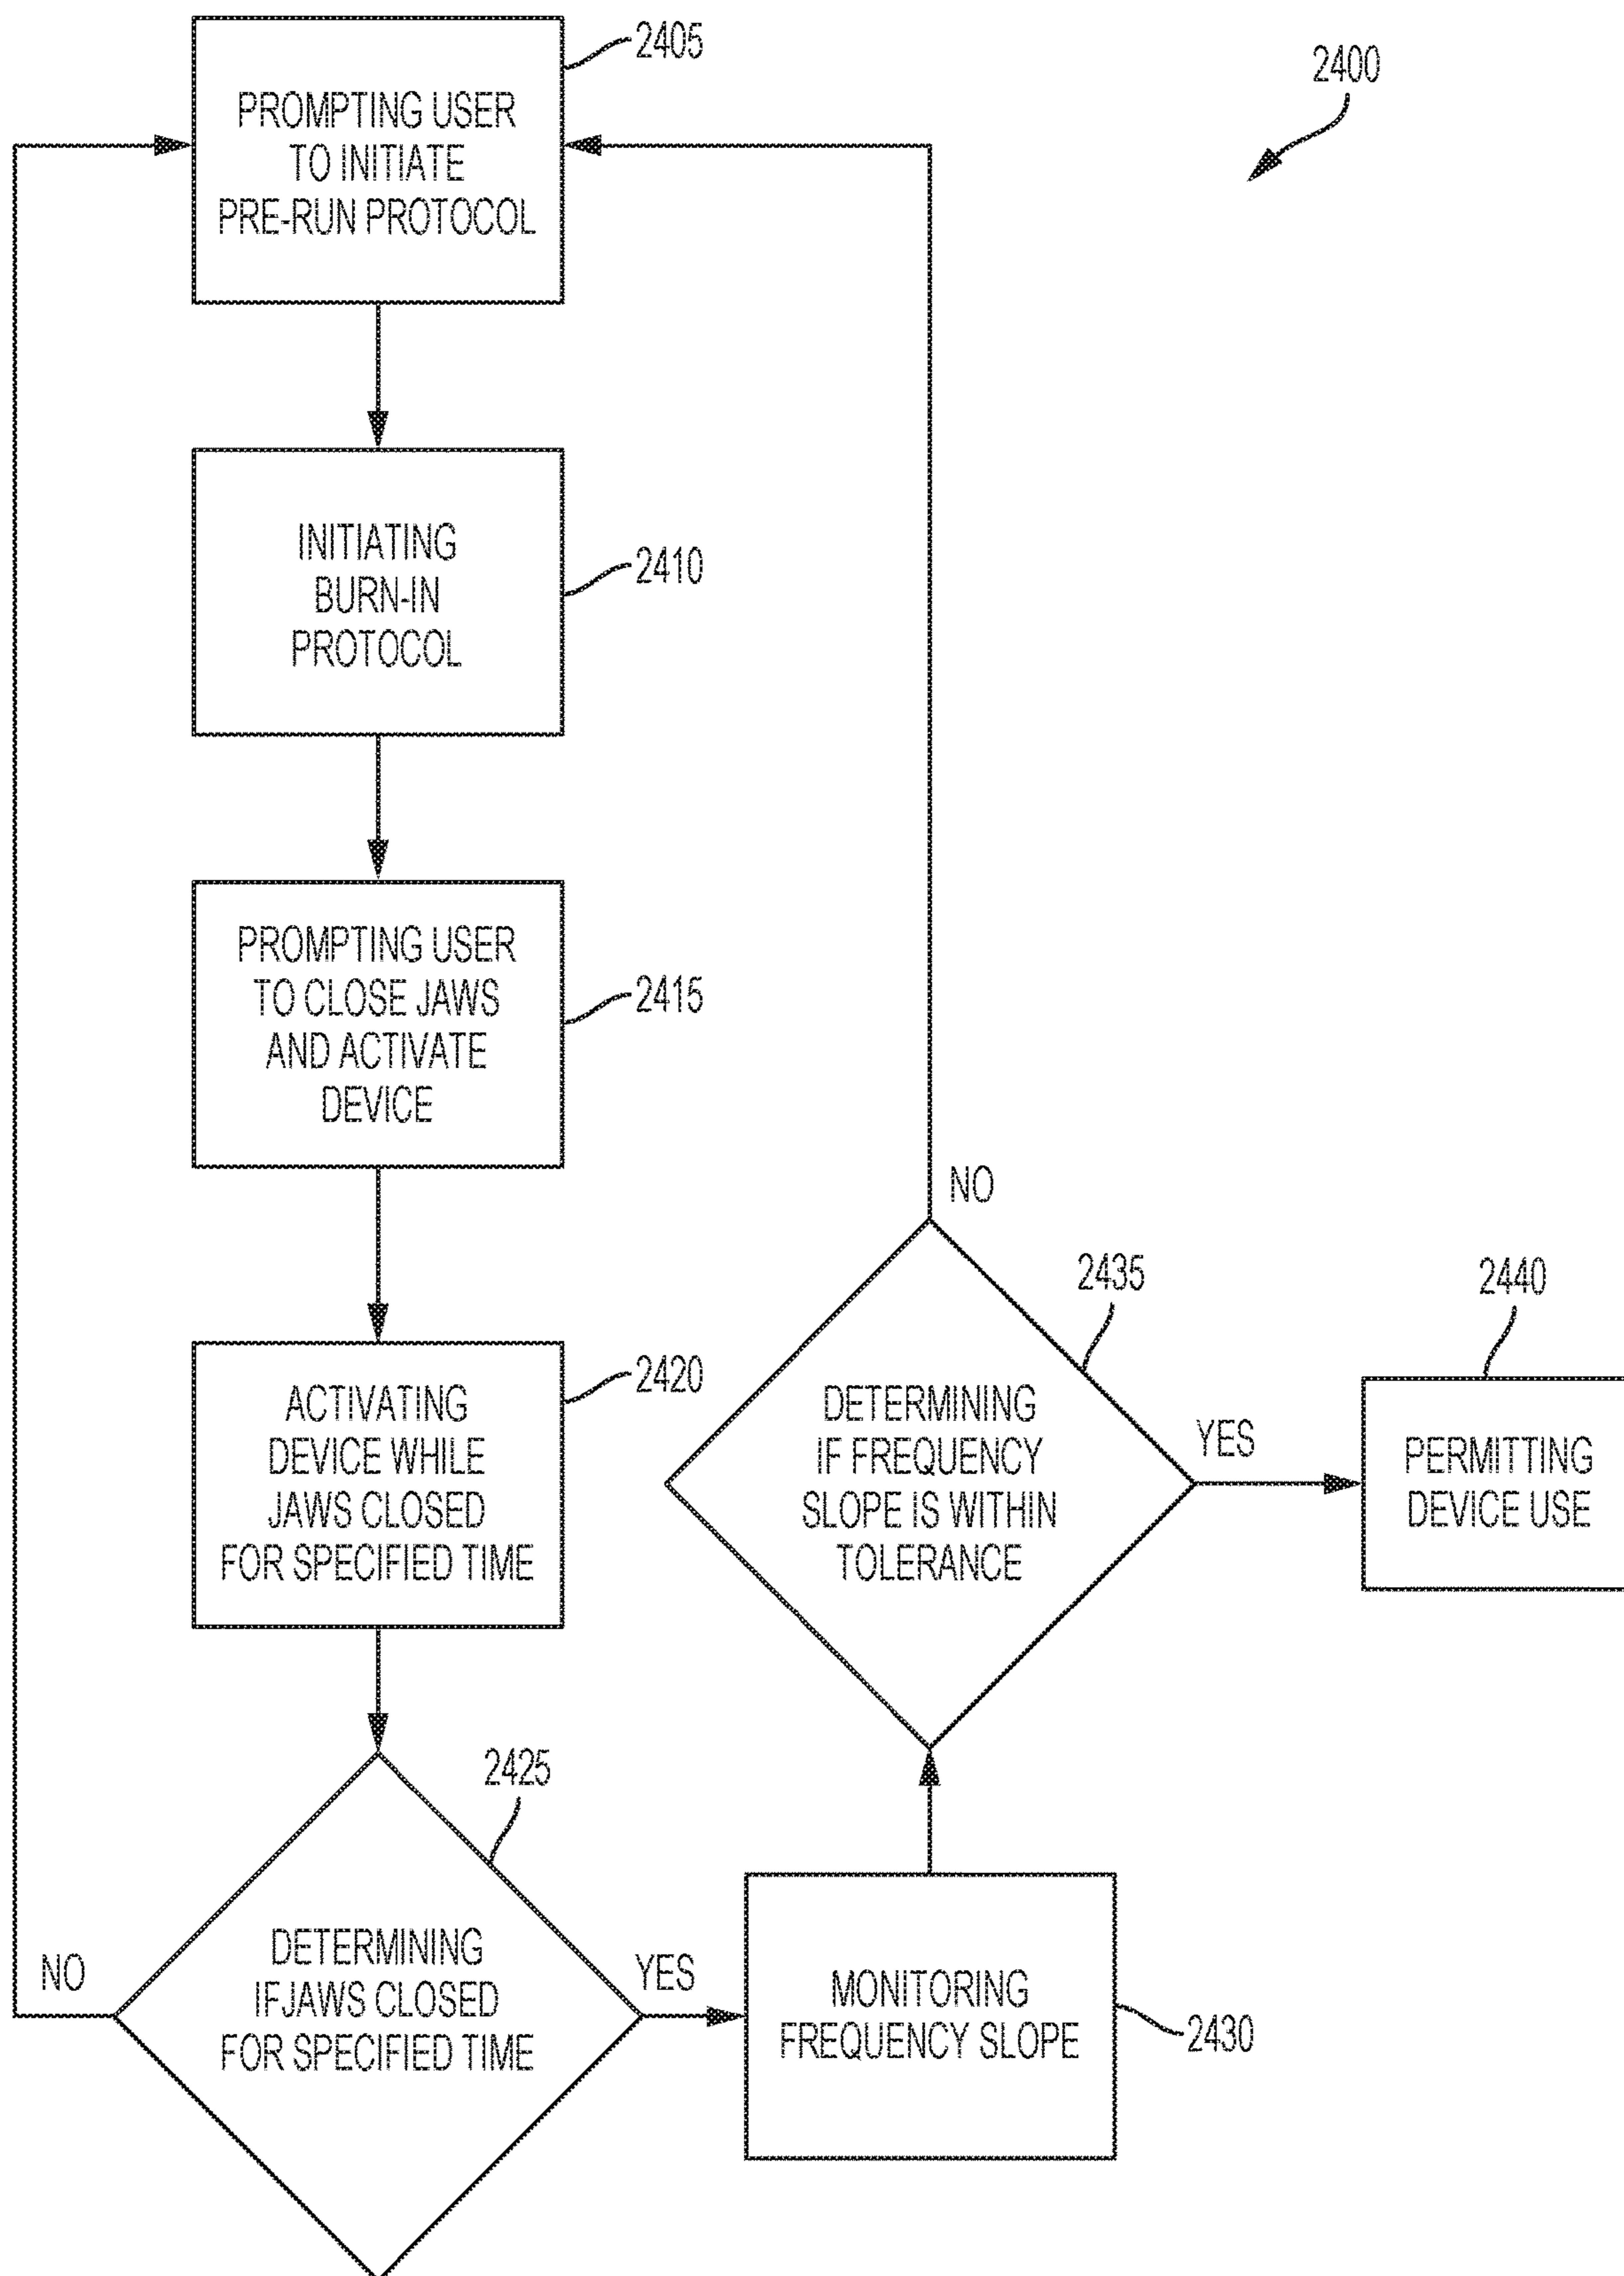 2405
2400
PROMPTING USER
TO INITIATE
PRE-RUN PROTOCOL
INITIATING
BURN-IN
PROTOCOL
2410
PROMPTING USER
TO CLOSE JAWS
AND ACTIVATE
DEVICE
2415
NO
2435
2440
2420
ACTIVATING
DEVICE WHILE
JAWS CLOSED
FOR SPECIFIED TIME
DETERMINING
IF FREQUENCY
SLOPE IS WITHIN
TOLERANCE
YES
PERMITTING
DEVICE USE
2425
DETERMINING
IFJAWS CLOSED
FOR SPECIFIED TIME
NO
YES
MONITORING
FREQUENCY SLOPE
2430